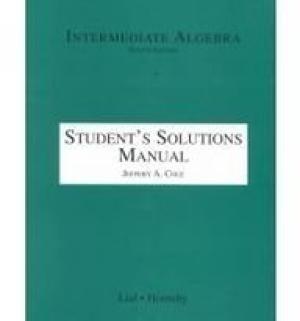 INTERMEDIATE ALGEBRA
STUDENT'S SOLUTIONS
MANUAL
JEFFERY A. COLE
Lial • Hornsby